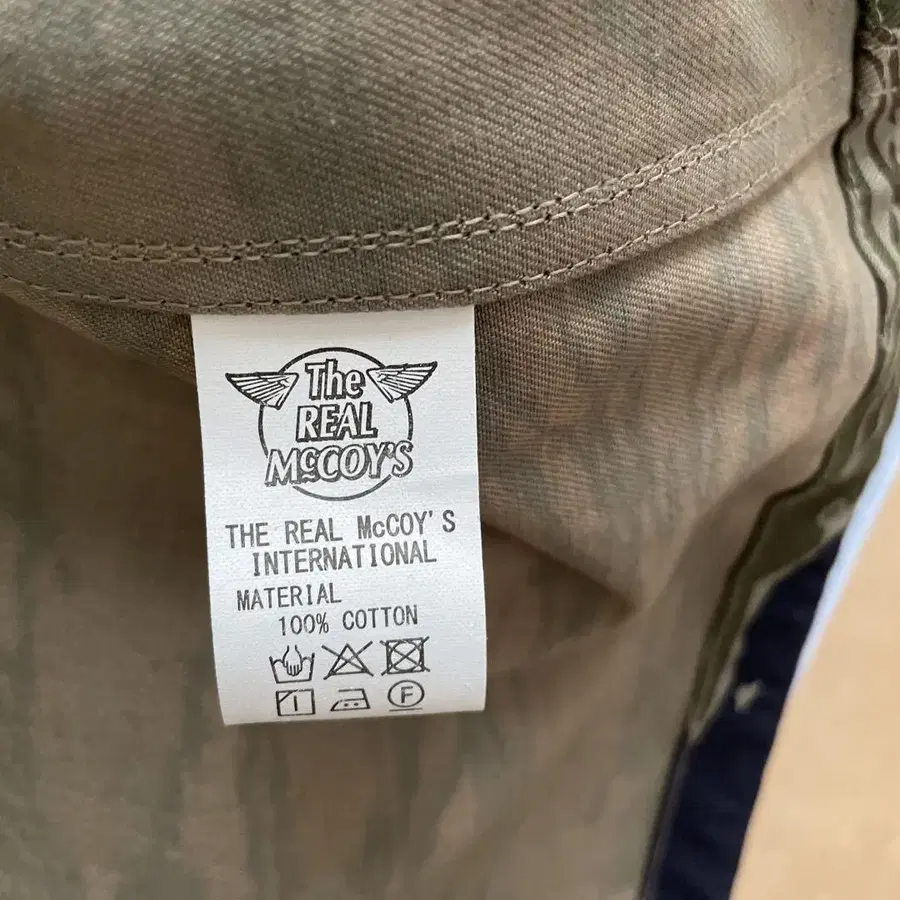 The
REAL
McCOY'S
THE REAL McCOY'S
INTERNATIONAL
MATERIAL
100% COTTON
F